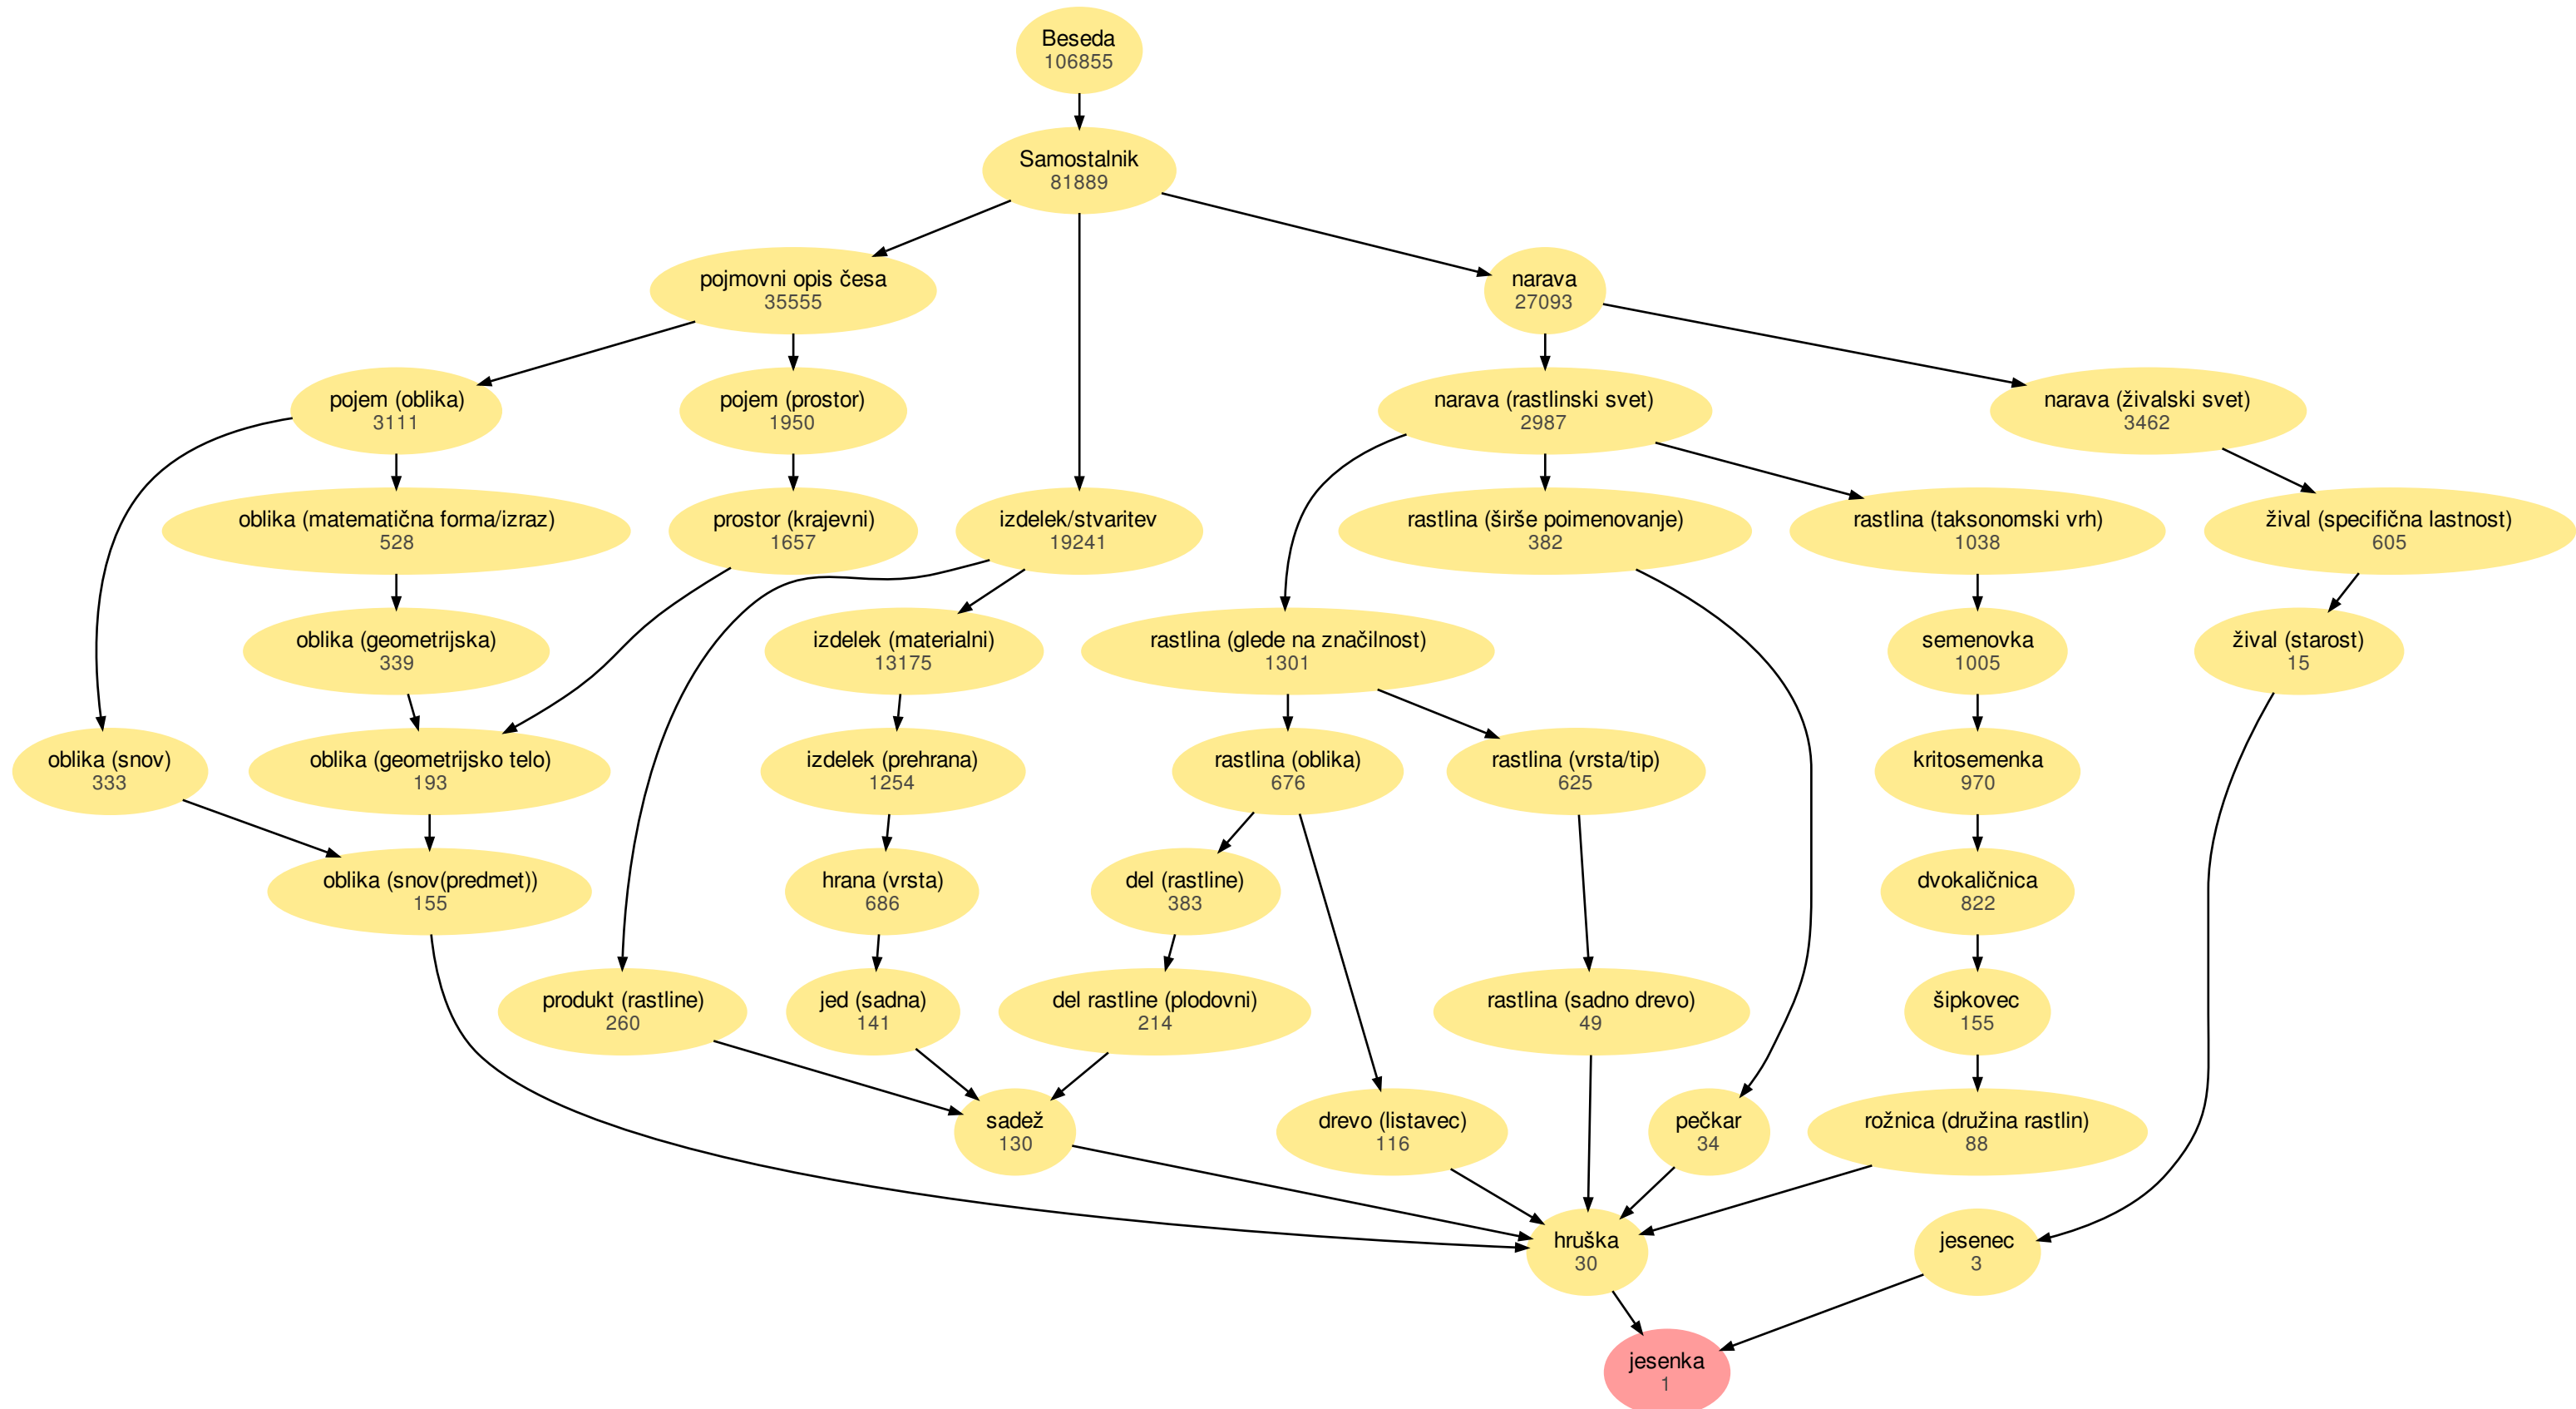 Beseda
106855
Samostalnik
81889
pojmovni opis česa
35555
narava
27093
pojem (oblika)
3111
pojem (prostor)
1950
narava (rastlinski svet)
2987
narava (živalski svet)
3462
oblika (matematična forma/izraz)
528
prostor (krajevni)
1657
izdelek/stvaritev
19241
rastlina (širše poimenovanje)
382
rastlina (taksonomski vrh)
1038
žival (specifična lastnost)
605
oblika (geometrijska)
339
izdelek (materialni)
13175
rastlina (glede na značilnost)
1301
semenovka
1005
žival (starost)
15
oblika (snov)
333
oblika (geometrijsko telo)
193
izdelek (prehrana)
1254
rastlina (oblika)
676
rastlina (vrsta/tip)
625
kritosemenka
970
oblika (snov(predmet))
155
hrana (vrsta)
686
del (rastline)
383
dvokaličnica
822
produkt (rastline)
260
jed (sadna)
141
del rastline (plodovni)
214
rastlina (sadno drevo)
49
šipkovec
155
sadež
130
drevo (listavec)
116
pečkar
34
rožnica (družina rastlin)
88
hruška
30
jesenec
3
jesenka
1